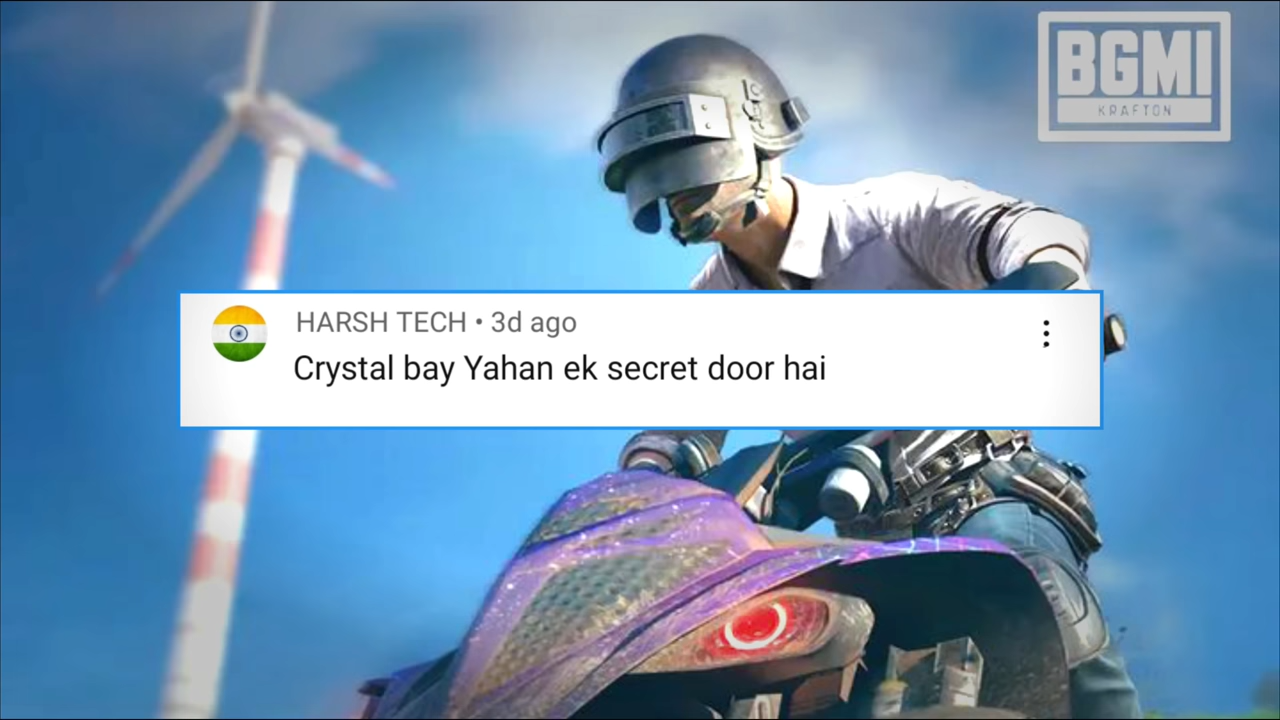 BGMI
KRAFTON
HARSH TECH • 3d ago
Crystal bay Yahan ek secret door hai